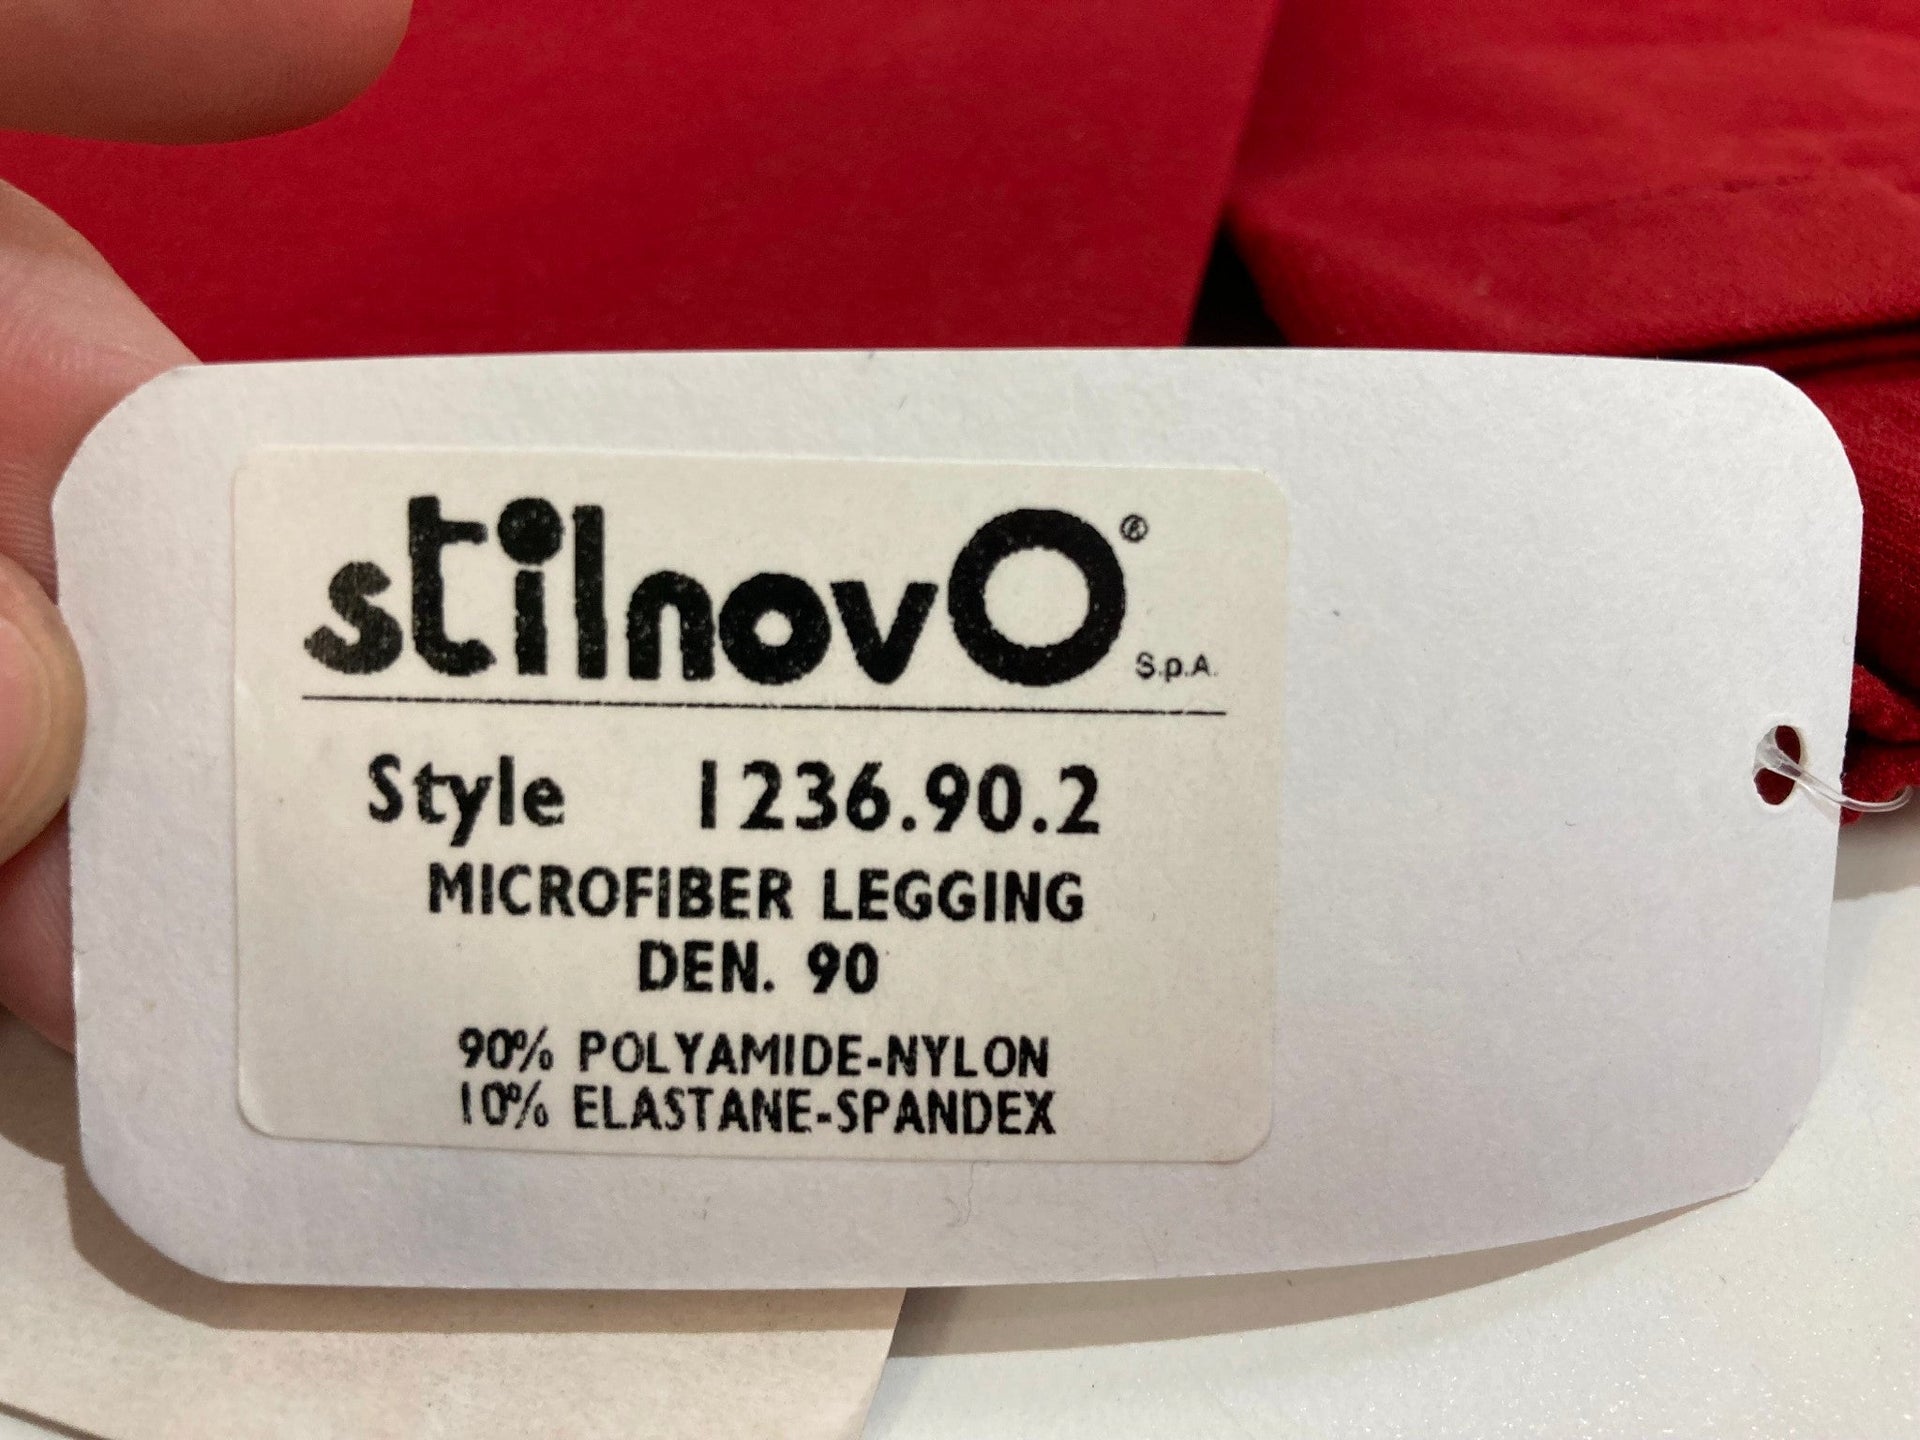 stilnovO® S.p.A.
Style 1236.90.2
MICROFIBER LEGGING
DEN. 90
90% POLYAMIDE-NYLON
10% ELASTANE-SPANDEX